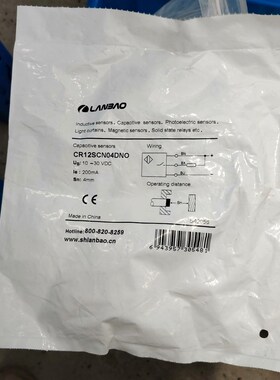 LANBAO
Inductive sensors, Capacitive sensors, Photoelectric sensors,
Light curtains, Magnetic sensors, Solid state relays etc.
Capacitive sensors
CR12SCN04DNO
Wiring
UB: 10 ~ 30 VDC
Ie: 200mA
Sn: 4mm
Operating distance
Made in China
Hotline: 800-820-8259
www.shlanbao.cn